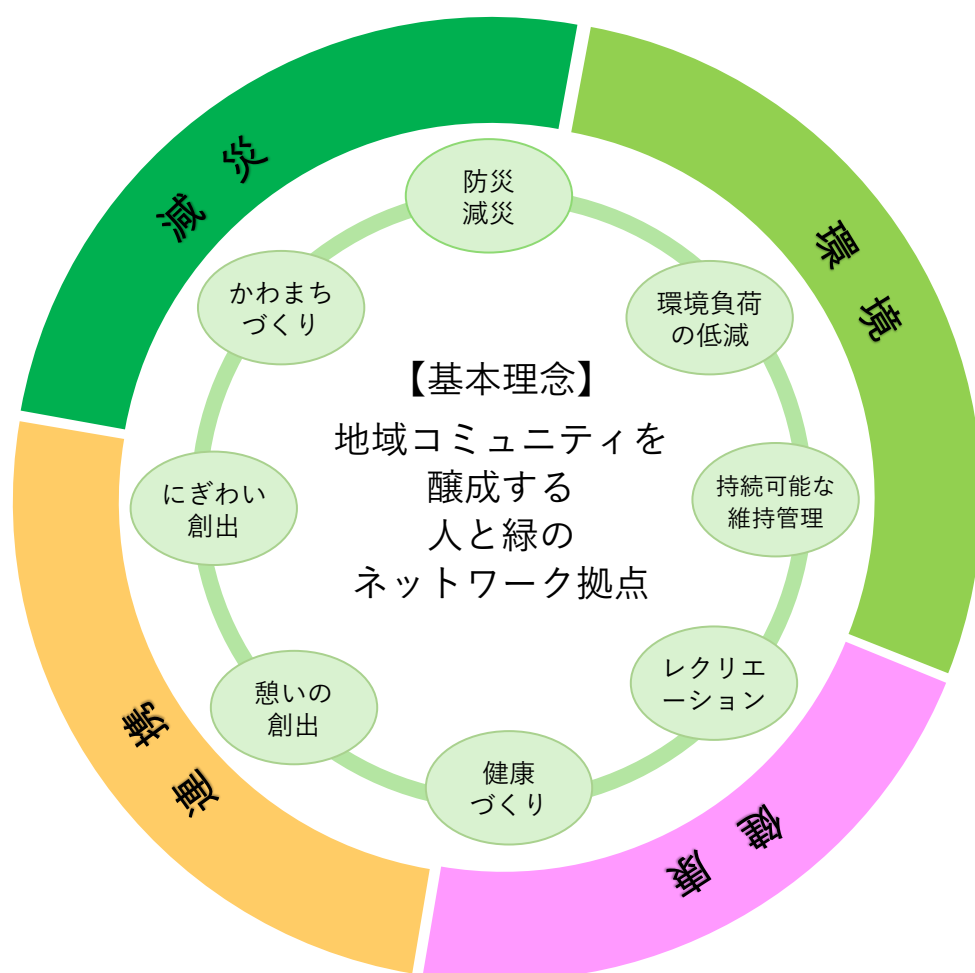 減災
環境
健康
連携
防災
減災
環境負荷
の低減
持続可能な
維持管理
レクリエ
ーション
健康
づくり
憩いの
創出
にぎわい
創出
かわまち
づくり
【基本理念】
地域コミュニティを
醸成する
人と緑の
ネットワーク拠点